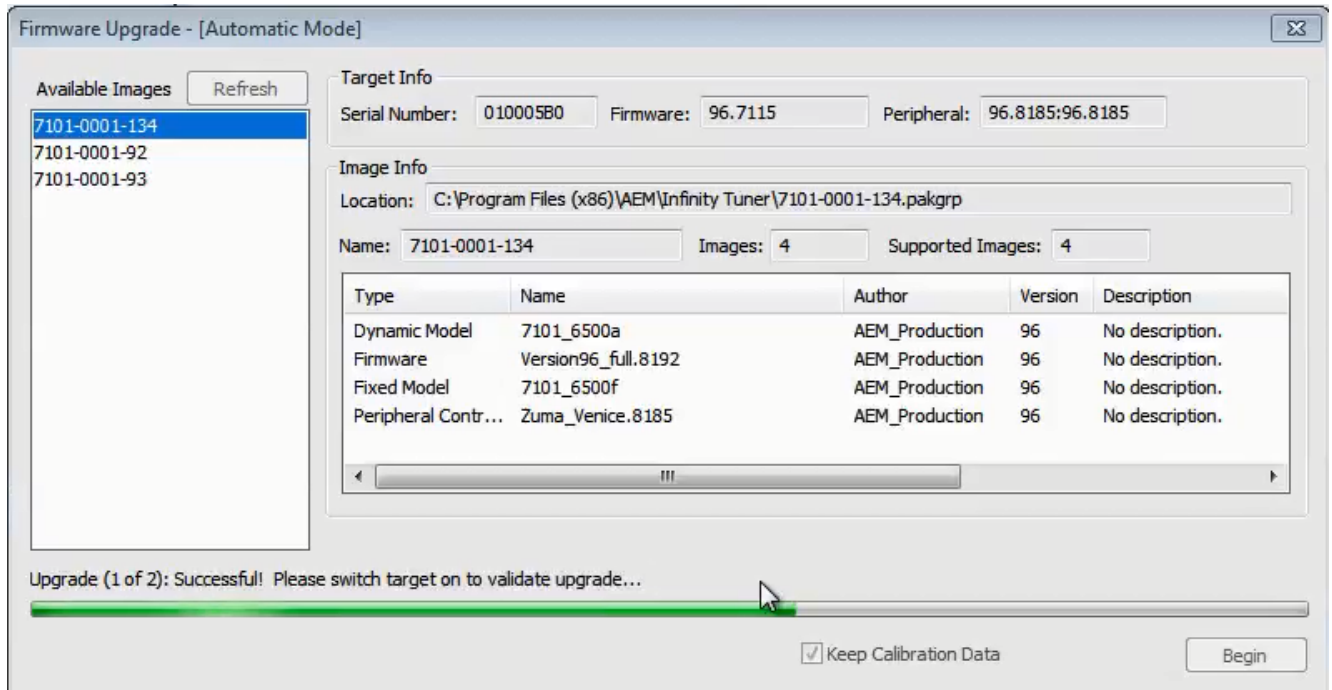 Firmware Upgrade - [Automatic Mode]
Available Images Refresh
7101-0001-134
7101-0001-92
7101-0001-93
Target Info
Serial Number: 010005B0 Firmware: 96.7115 Peripheral: 96.8185:96.8185
Image Info
Location: C:\Program Files (x86)\AEM\Infinity Tuner\7101-0001-134.pakgrp
Name: 7101-0001-134 Images: 4 Supported Images: 4
Type Name Author Version Description
Dynamic Model 7101_6500a AEM_Production 96 No description.
Firmware Version96_full.8192 AEM_Production 96 No description.
Fixed Model 7101_6500f AEM_Production 96 No description.
Peripheral Contr... Zuma_Venice.8185 AEM_Production 96 No description.
Upgrade (1 of 2): Successful! Please switch target on to validate upgrade...
Keep Calibration Data Begin